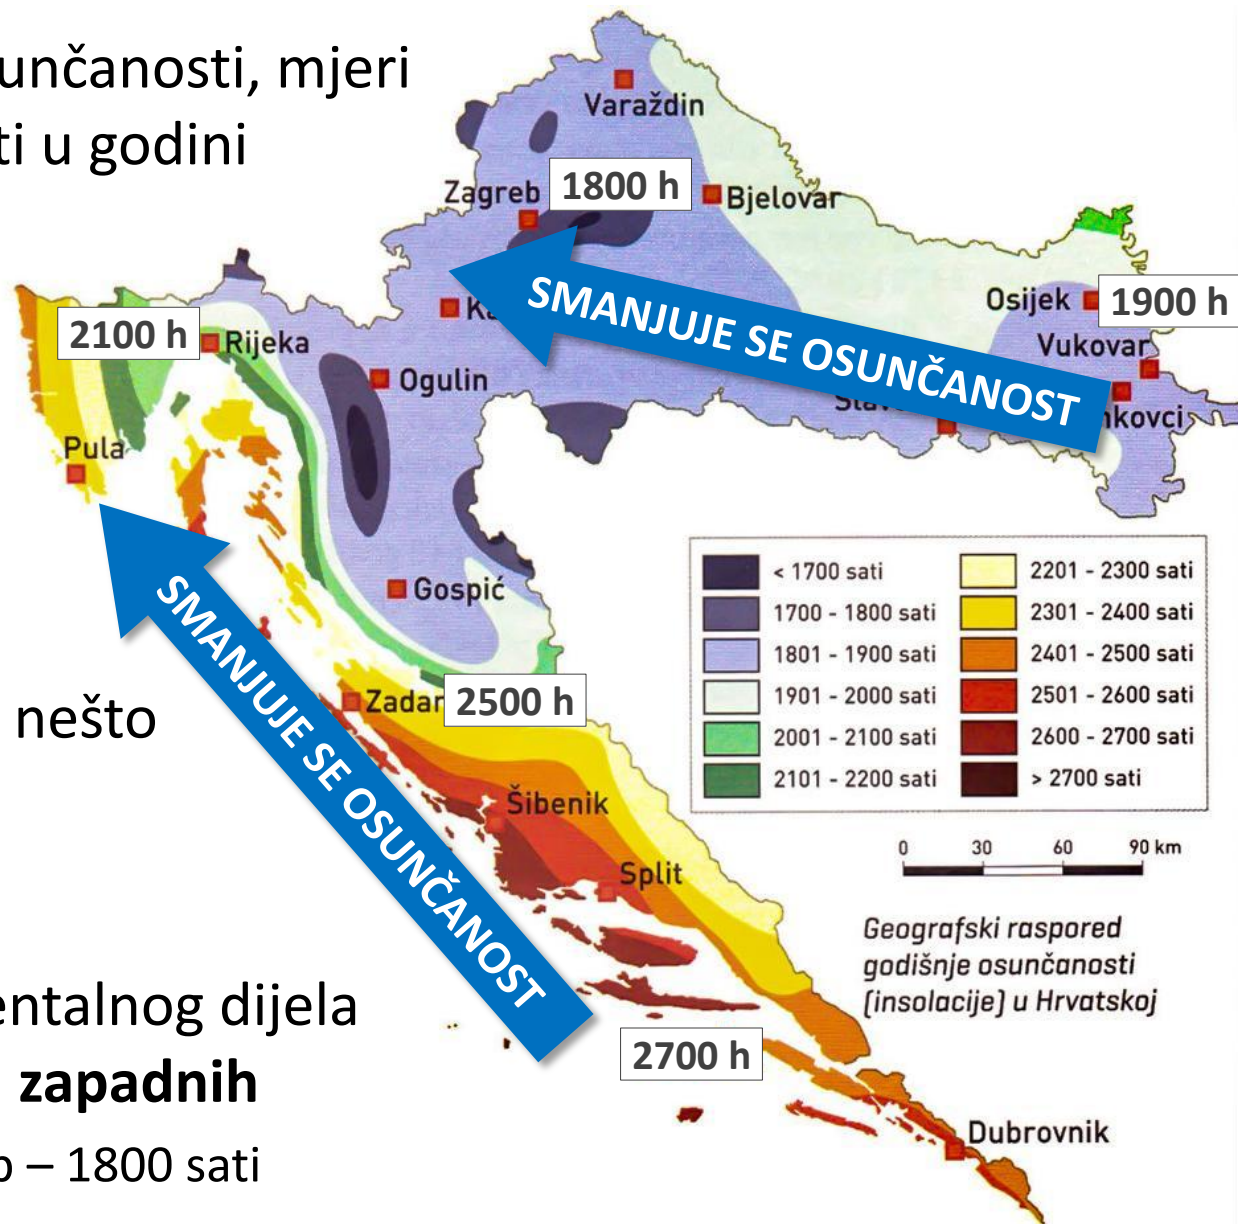 unčanosti, mjeri
ti u godini
Varaždin
Zagreb
1800 h
Bjelovar
SMANJUJE SE OSUNČANOST
Osijek
1900 h
Vukovar
nkovci
2100 h
Rijeka
Ogulin
Pula
Gospić
SMANJUJE SE OSUNČANOST
< 1700 sati
1700 - 1800 sati
1801 - 1900 sati
1901 - 2000 sati
2001 - 2100 sati
2101 - 2200 sati
2201 - 2300 sati
2301 - 2400 sati
2401 - 2500 sati
2501 - 2600 sati
2600 - 2700 sati
> 2700 sati
Zadar
2500 h
nešto
Šibenik
Split
0 30 60 90 km
Geografski raspored
godišnje osunčanosti
(insolacije) u Hrvatskoj
entalnog dijela
zapadnih
2700 h
Dubrovnik
– 1800 sati